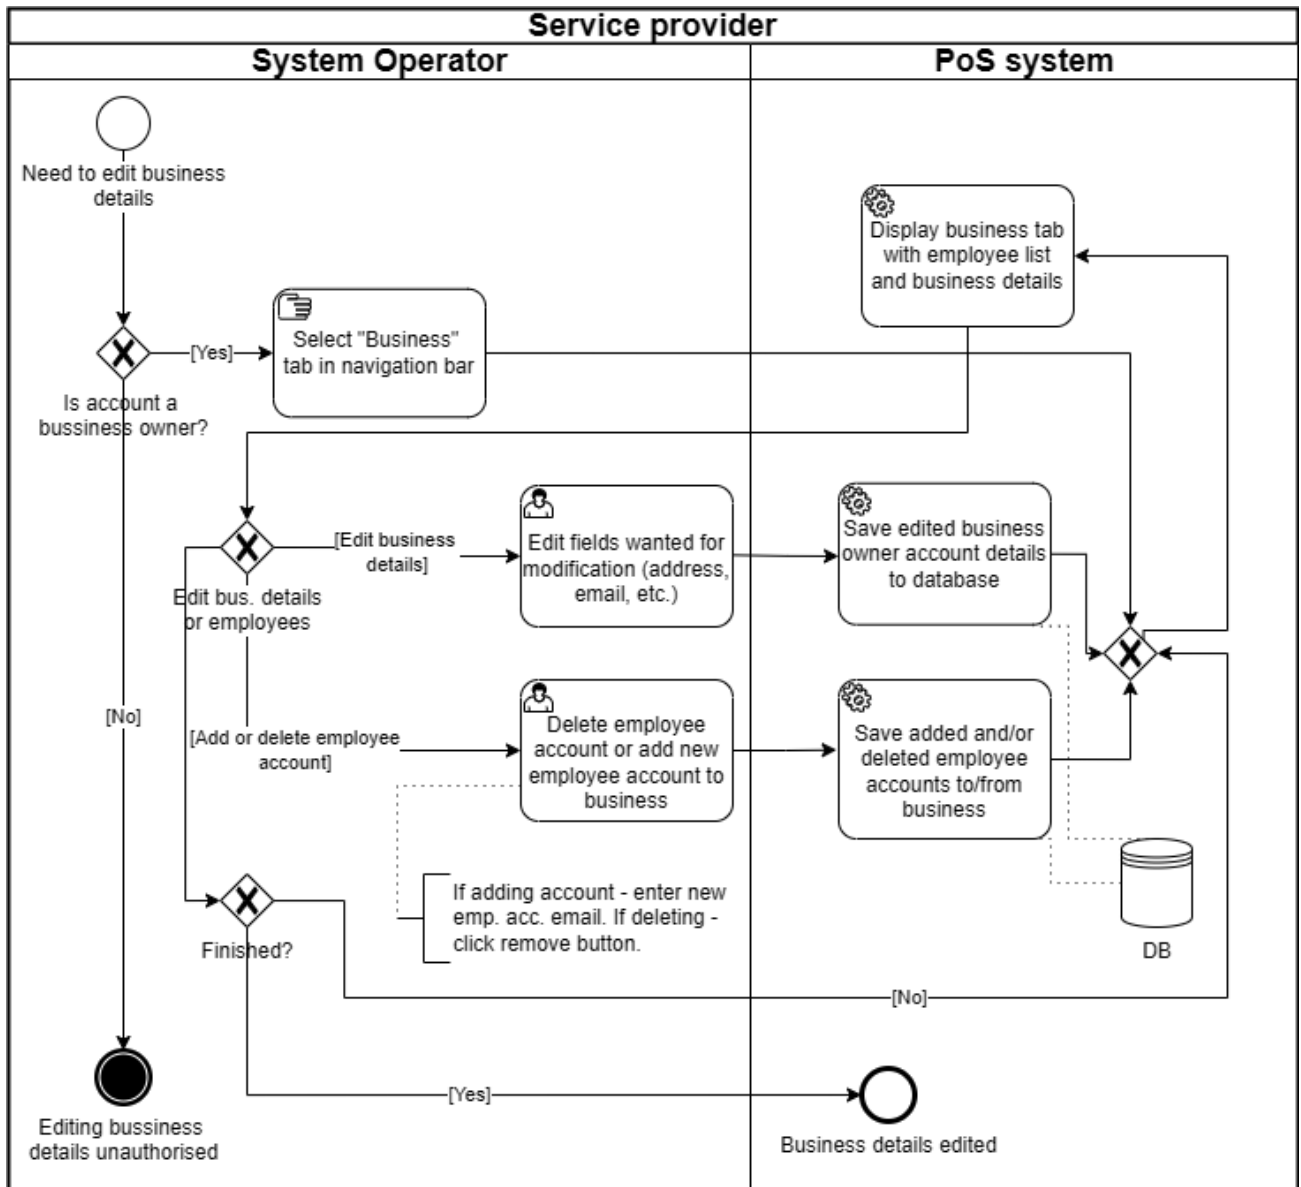 Service provider
System Operator
PoS system
Need to edit business
details
Display business tab
with employee list
and business details
[Yes]
Select "Business"
tab in navigation bar
Is account a
bussiness owner?
[Edit business
details]
Edit fields wanted for
modification (address,
email, etc.)
Save edited business
owner account details
to database
Edit bus. details
or employees
[No]
[Add or delete employee
account]
Delete employee
account or add new
employee account to
business
Save added and/or
deleted employee
accounts to/from
business
If adding account - enter new
emp. acc. email. If deleting -
click remove button.
Finished?
DB
[No]
[Yes]
Editing bussiness
details unauthorised
Business details edited